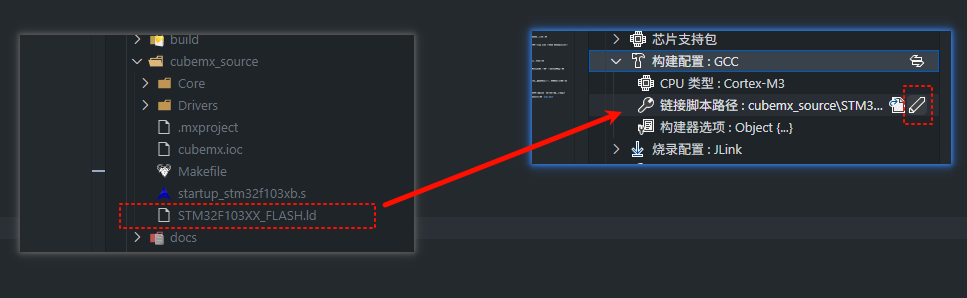 build
cubemx_source
Core
Drivers
.mxproject
cubemx.ioc
Makefile
startup_stm32f103xb.s
STM32F103XX_FLASH.ld
docs
芯片支持包
构建配置 : GCC
CPU 类型 : Cortex-M3
链接脚本路径 : cubemx_source\STM3...
构建器选项 : Object {...}
烧录配置 : JLink